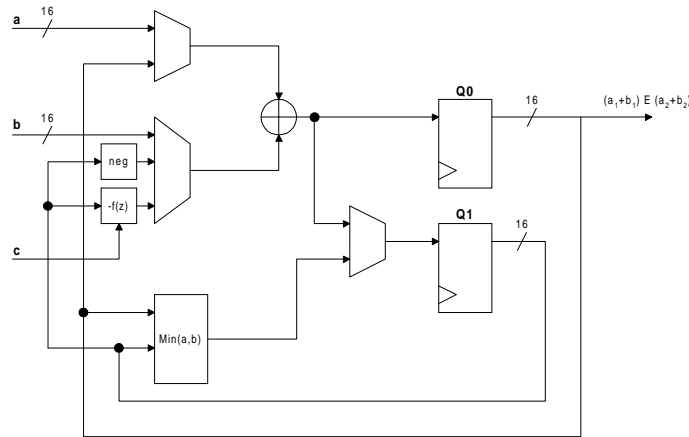 a
16
b
16
neg
-f(z)
c
Min(a,b)
Q0
16
(a₁+b₁) E (a₂+b₂)
Q1
16